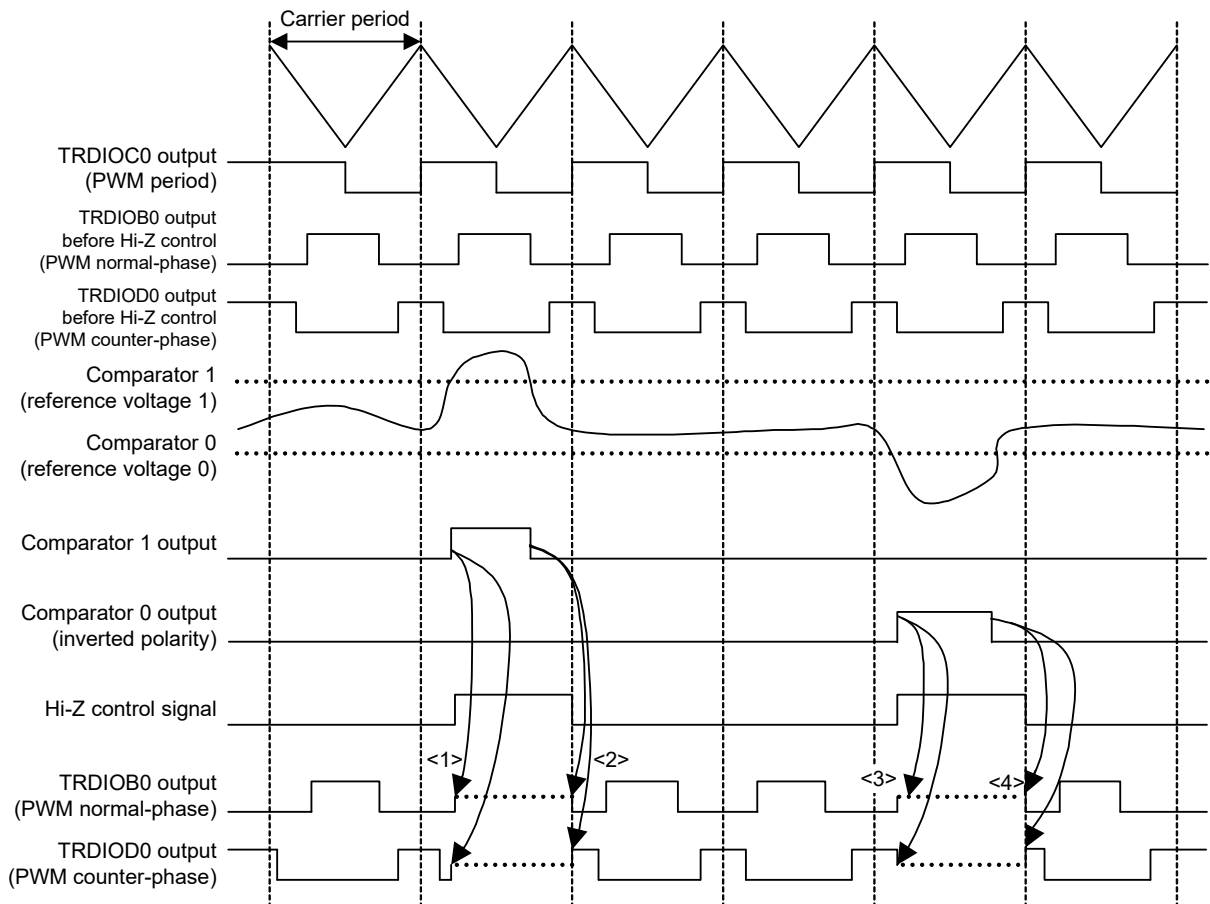 Carrier period
TRDIOC0 output
(PWM period)
TRDIOB0 output
before Hi-Z control
(PWM normal-phase)
TRDIOD0 output
before Hi-Z control
(PWM counter-phase)
Comparator 1
(reference voltage 1)
Comparator 0
(reference voltage 0)
Comparator 1 output
Comparator 0 output
(inverted polarity)
Hi-Z control signal
<1>
<2>
<3>
<4>
TRDIOB0 output
(PWM normal-phase)
TRDIOD0 output
(PWM counter-phase)